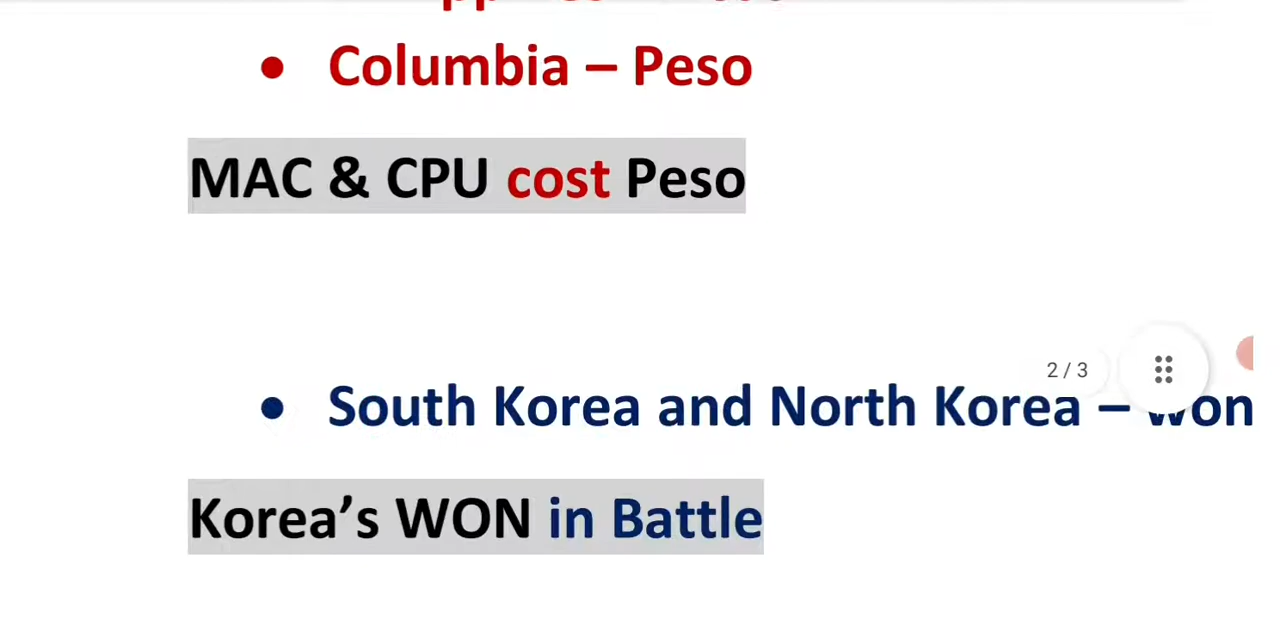 • Columbia – Peso
MAC & CPU cost Peso
2 / 3
• South Korea and North Korea – won
Korea's WON in Battle